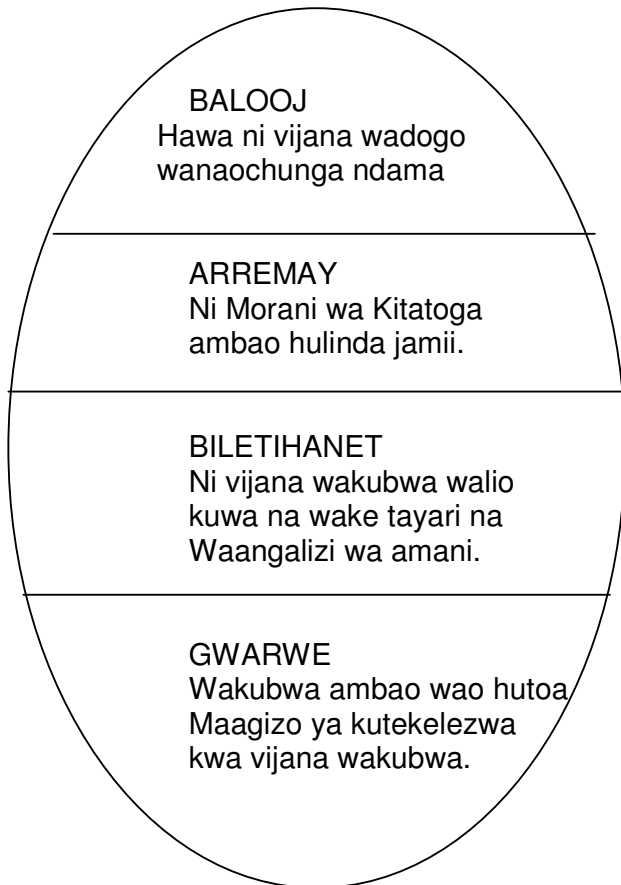 BALOOJ
Hawa ni vijana wadogo
wanaochunga ndama
ARREMAY
Ni Morani wa Kitatoga
ambao hulinda jamii.
BILETIHANET
Ni vijana wakubwa walio
kuwa na wake tayari na
Waangalizi wa amani.
GWARWE
Wakubwa ambao wao hutoa
Maagizo ya kutekelezwa
kwa vijana wakubwa.